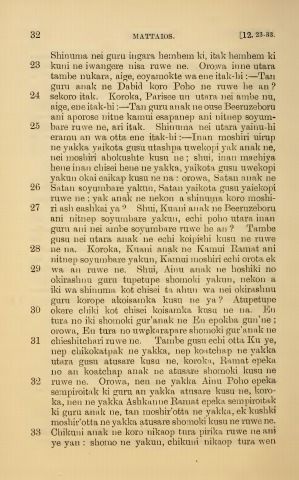 32 MATTAIOS. [12. 23-33.
Shinuma nei guru ingara hembem ki, itak hembem ki
23 kuni ne iwangere nisa ruwe ne. Orowa inne utara
tambe nukara, aige, eoyamokte wa ene itak-hi :—Tan
guru anak ne Dabid koro Poho ne ruwe he an?
24 sekoro itak. Koroka, Parisee un utara nei ambe nu,
aige, ene itak-hi :—Tan guru anak ne ouse Beeruzeboru
ani aporose nitne kamui esapanep ani nitnep soyum-
25 bare ruwe ne, ari itak. Shinuma nei utara yainu-hi
eraman an wa otta ene itak-hi :—Inan moshiri uirup
ne yakka yaikota gusu utashpa uwekopi yak anak ne,
nei moshiri ahokushte kusu ne; shui, inan machiya
hene inan chisei hene ne yakka, yaikota gusu uwekopi
yakun okai eaikap kusu ne na: orowa, Satan anak ne
26 Satan soyumbare yakun, Satan yaikota gusu yaiekopi
ruwe ne; yak anak ne nekon a shinuma koro moshi-
27 ri ash eashkai ya? Shui, Kuani anak ne Beeruzeboru
ani nitnep soyumbare yakun, echi poho utara inan
guru ani nei ambe soyumbare ruwe he an? Tambe
gusu nei utara anak ne echi koipishi kusu ne ruwe
28 ne na. Koroka, Kuani anak ne Kamui Ramat ani
nitnep soyumbare yakun, Kamui moshiri echi orota ek
29 wa an ruwe ne. Shui, Ainu anak ne hoshiki no
okirashnu guru tupetupe shomoki yakun, nekon a
iki wa shinuma kot chisei ta ahun wa nei okirashnu
guru korope akoisamka kusu ne ya? Atupetupe
30 okere chiki kot chisei koisamka kusu ne na. En
tura no iki shomoki gur'anak ne En epokba gun'ne;
orowa, En tura no uwekarapare shomoki gur'anak ne
31 chieshitchari ruwe ne. Tambe gusu echi otta Ku ye,
nep chikokatpak ne yakka, nep koatchap ne yakka
utara gusu atusare kusu ne, koroka, Ramat epeka
no an koatchap anak ne atusare shomoki kusu ne
32 ruwe ne. Orowa, nen ne yakka Ainu Poho epeka
sempiroitak ki guru an yakka atusare kusu ne, koro-
ka, nen ne yakka Ashkanne Ramat epeka sempirotak
ki guru anak ne, tan moshir'otta ne yakka, ek kushki
moshir'otta ne yakka atusare shomoki kusu ne ruwe ne.
33 Chikuni anak ne koro nikaop tura pirika ruwe ne ani
ye yan: shomo ne yakun, chikuni nikaop tura wen